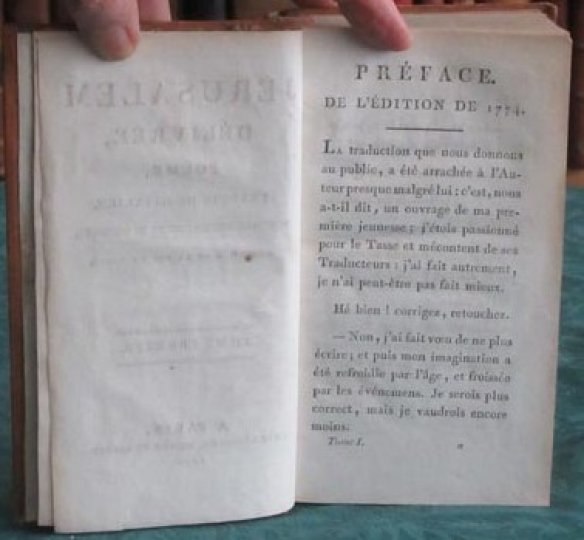 PRÉFACE.
DE L'ÉDITION DE 1774.
LA traduction que nous donnons
au public, a été arrachée à l'Au-
teur presque malgré lui : c'est, nous
a-t-il dit, un ouvrage de ma pre-
mière jeunesse ; j'étois passionné
pour le Tasse et mécontent de ses
Traducteurs : j'ai fait autrement,
je n'ai peut-être pas fait mieux.
Hé bien ! corrigez, retouchez.
— Non, j'ai fait vœu de ne plus
écrire ; et puis mon imagination a
été refroidie par l'âge, et froissée
par les événemens. Je serois plus
correct, mais je vaudrois encore
moins.
Tome I. a